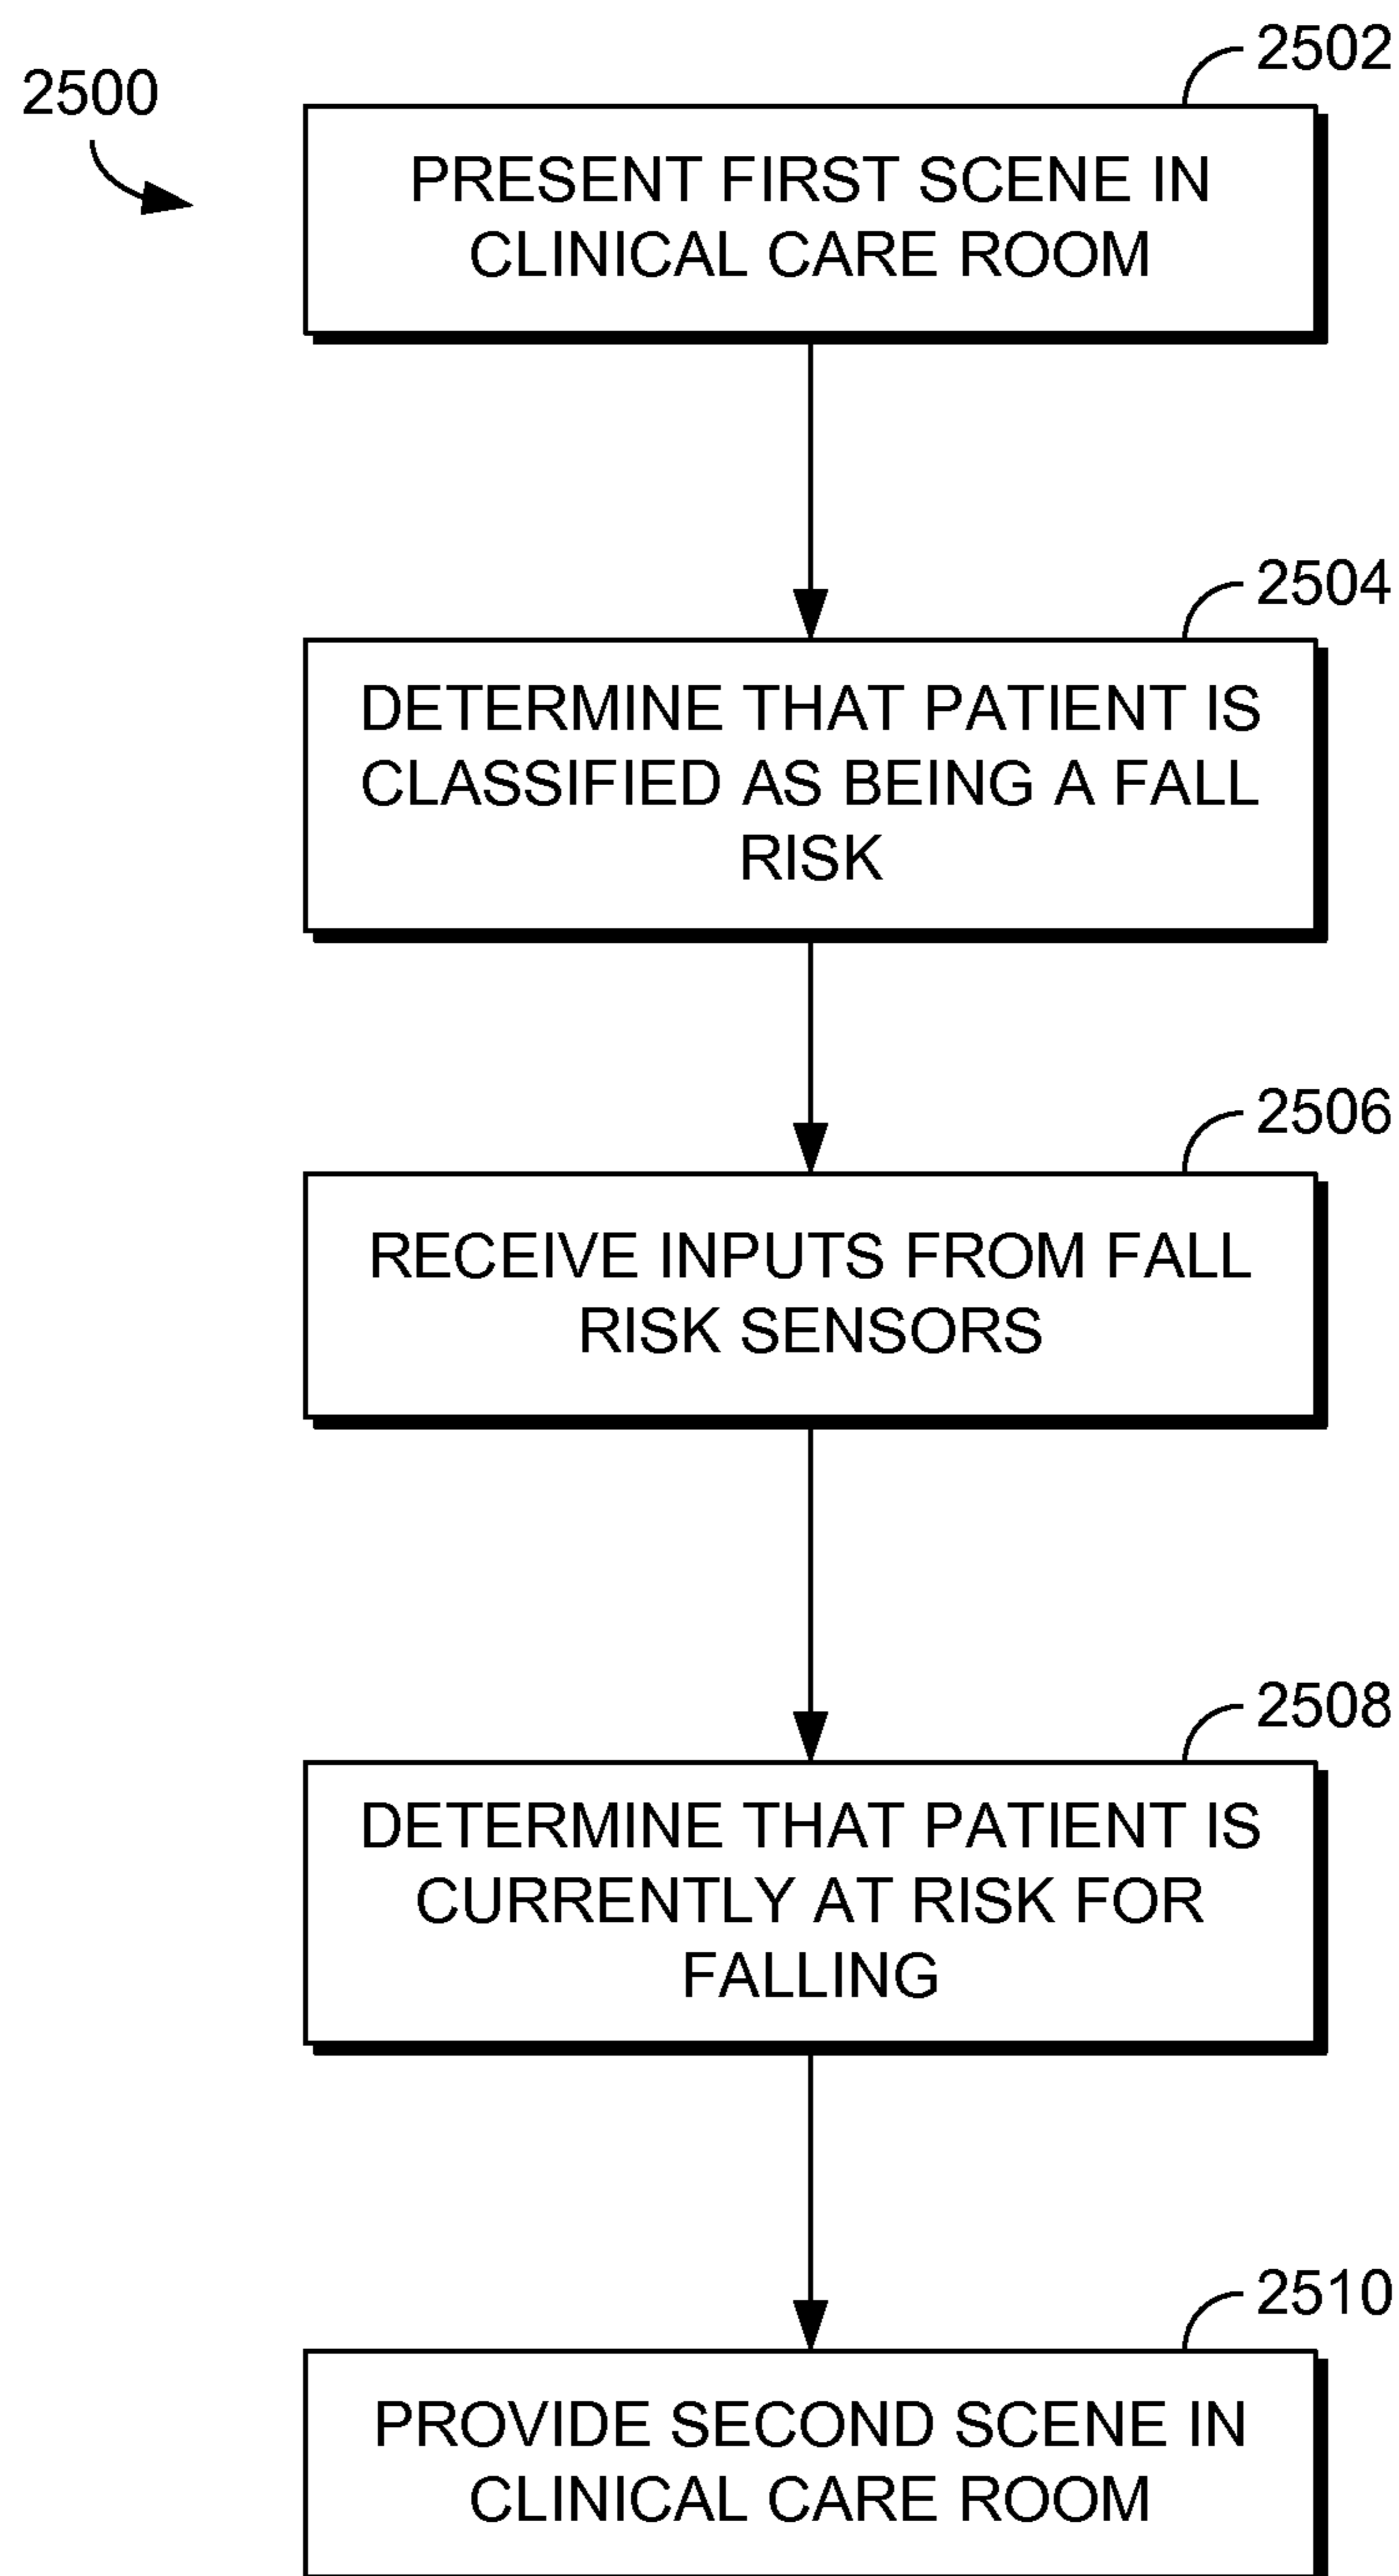 2502
2500
PRESENT FIRST SCENE IN
CLINICAL CARE ROOM
2504
DETERMINE THAT PATIENT IS
CLASSIFIED AS BEING A FALL
RISK
2506
RECEIVE INPUTS FROM FALL
RISK SENSORS
2508
DETERMINE THAT PATIENT IS
CURRENTLY AT RISK FOR
FALLING
2510
PROVIDE SECOND SCENE IN
CLINICAL CARE ROOM